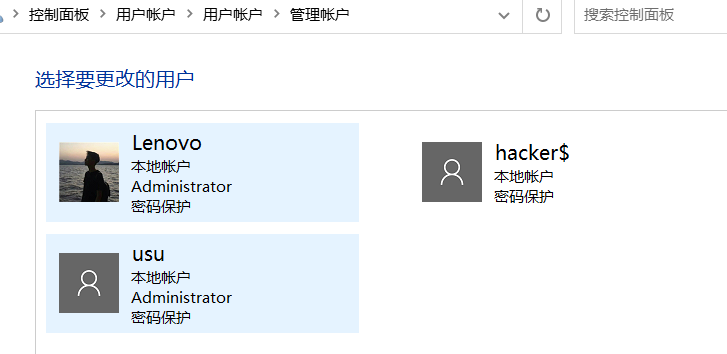 控制面板 > 用户帐户 > 用户帐户 > 管理帐户
搜索控制面板
选择要更改的用户
Lenovo
本地帐户
Administrator
密码保护
hacker$
本地帐户
密码保护
usu
本地帐户
Administrator
密码保护